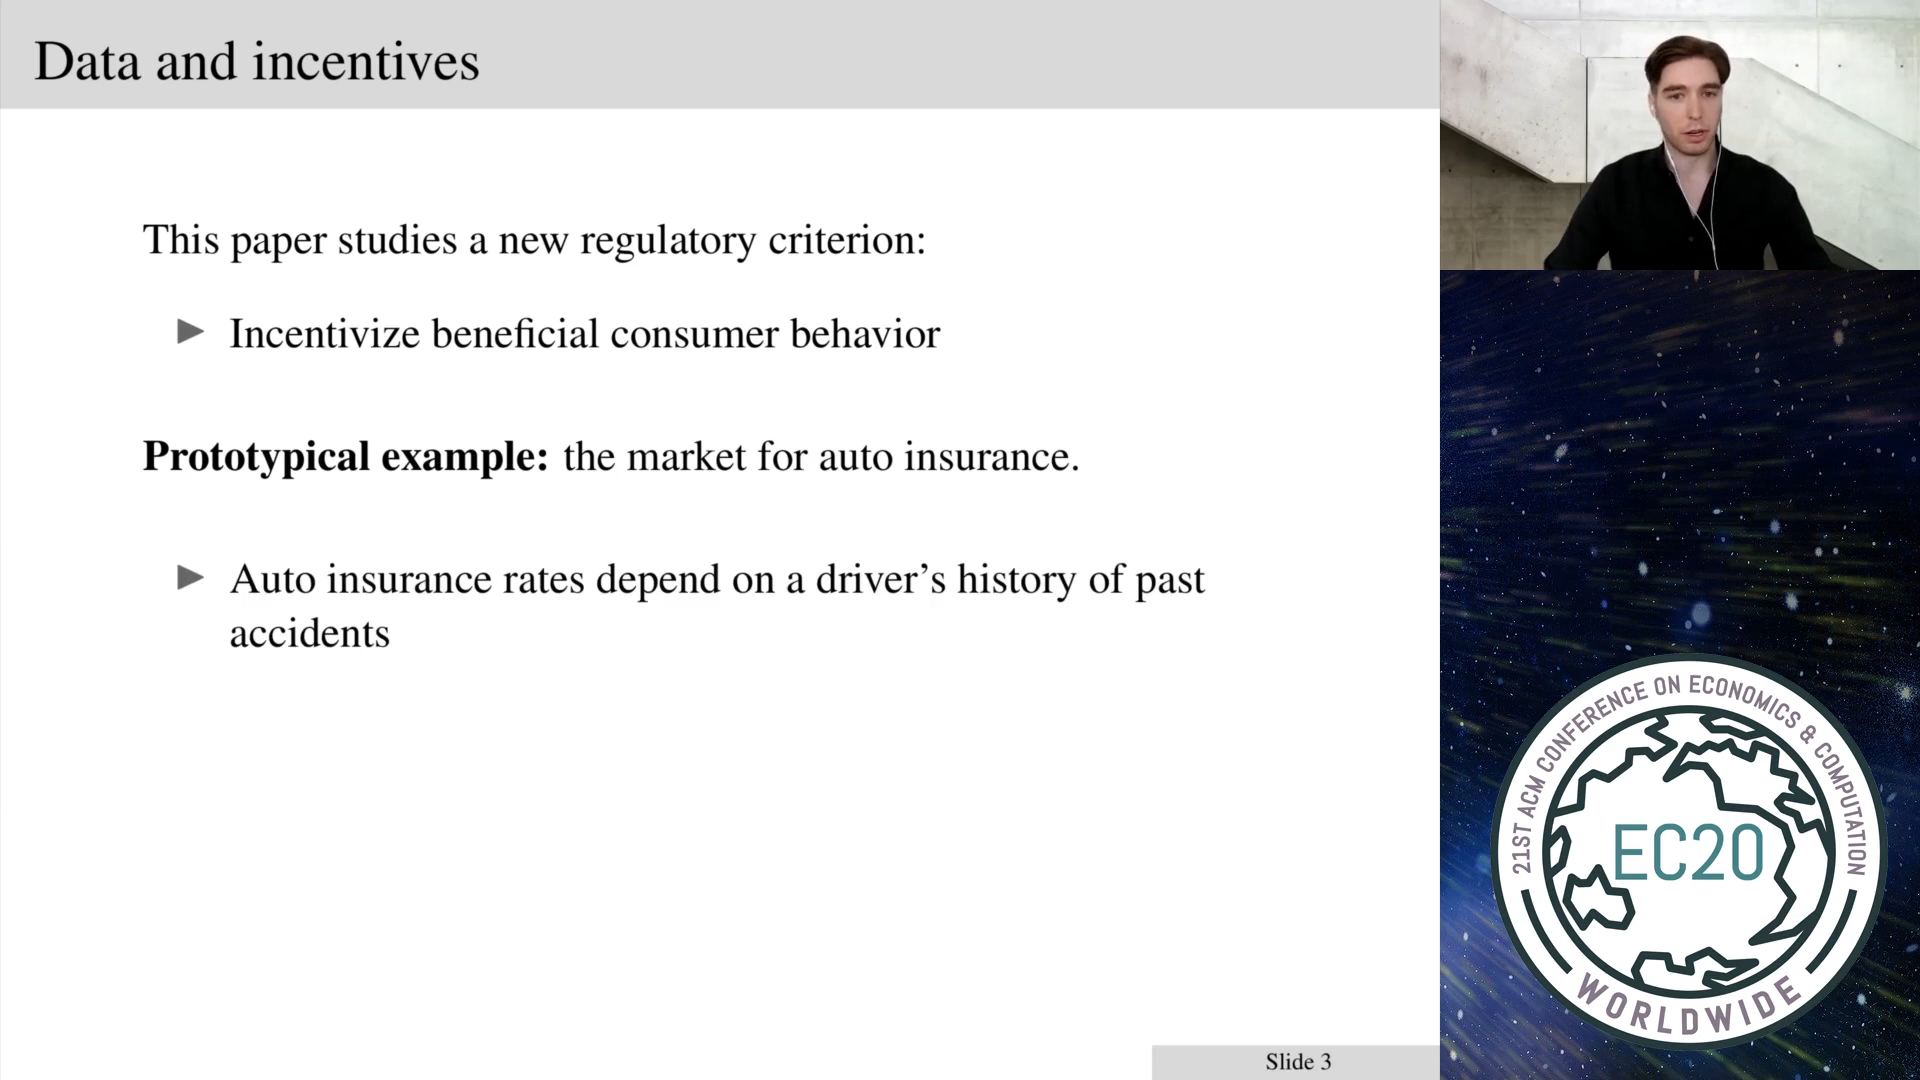 Data and incentives
This paper studies a new regulatory criterion:
Incentivize beneficial consumer behavior
Prototypical example: the market for auto insurance.
Auto insurance rates depend on a driver’s history of past
accidents
Slide 3
21ST ACM CONFERENCE ON ECONOMICS & COMPUTATION
EC20
WORLDWIDE